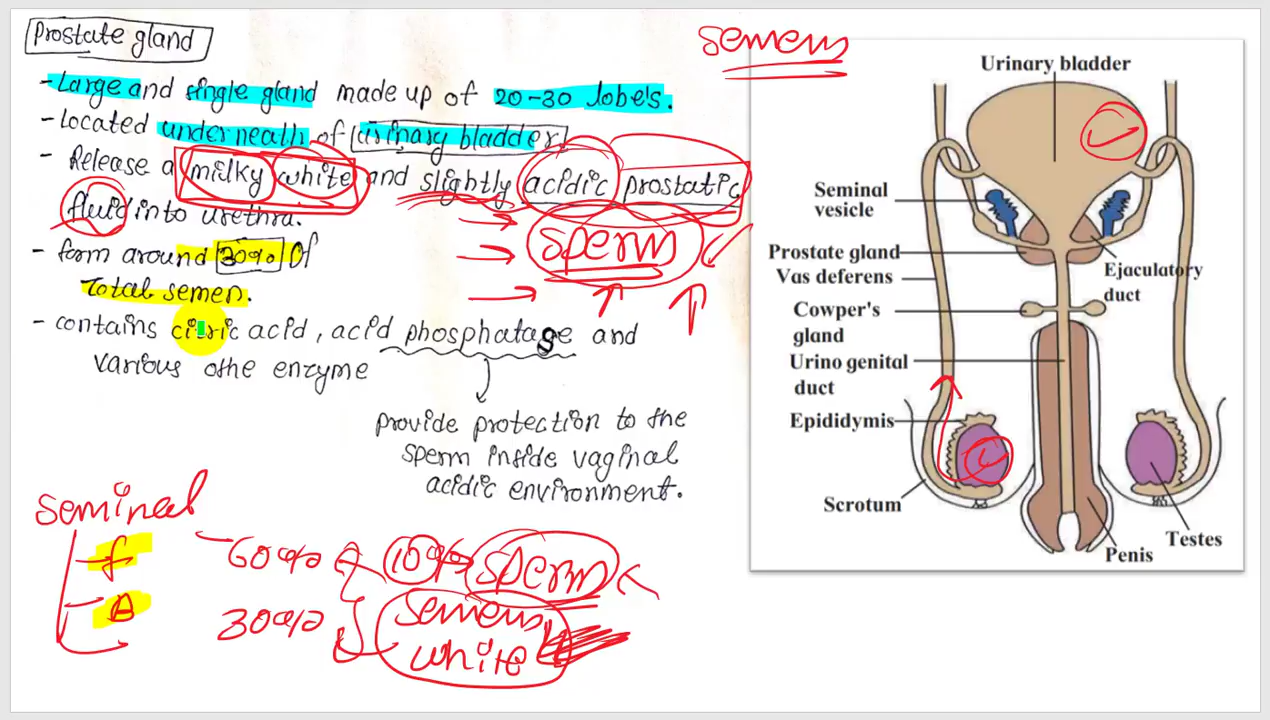 Prostate gland
- Large and single gland made up of 20-30 lobels.
- Located underneath of urinary bladder.
- Release a milky white and slightly acidic prostatic
fluid into urethra.
- form around 30% Of
Total semen.
- contains citric acid, acid phosphatase and
various othe enzyme
provide protection to the
sperm inside vaginal
acidic environment.
semens
sperm
seminal
f
A
60%
10% sperm
30%
semens
white
Urinary bladder
Seminal
vesicle
Prostate gland
Vas deferens
Ejaculatory
duct
Cowper's
gland
Urino genital
duct
Epididymis
Scrotum
Penis
Testes